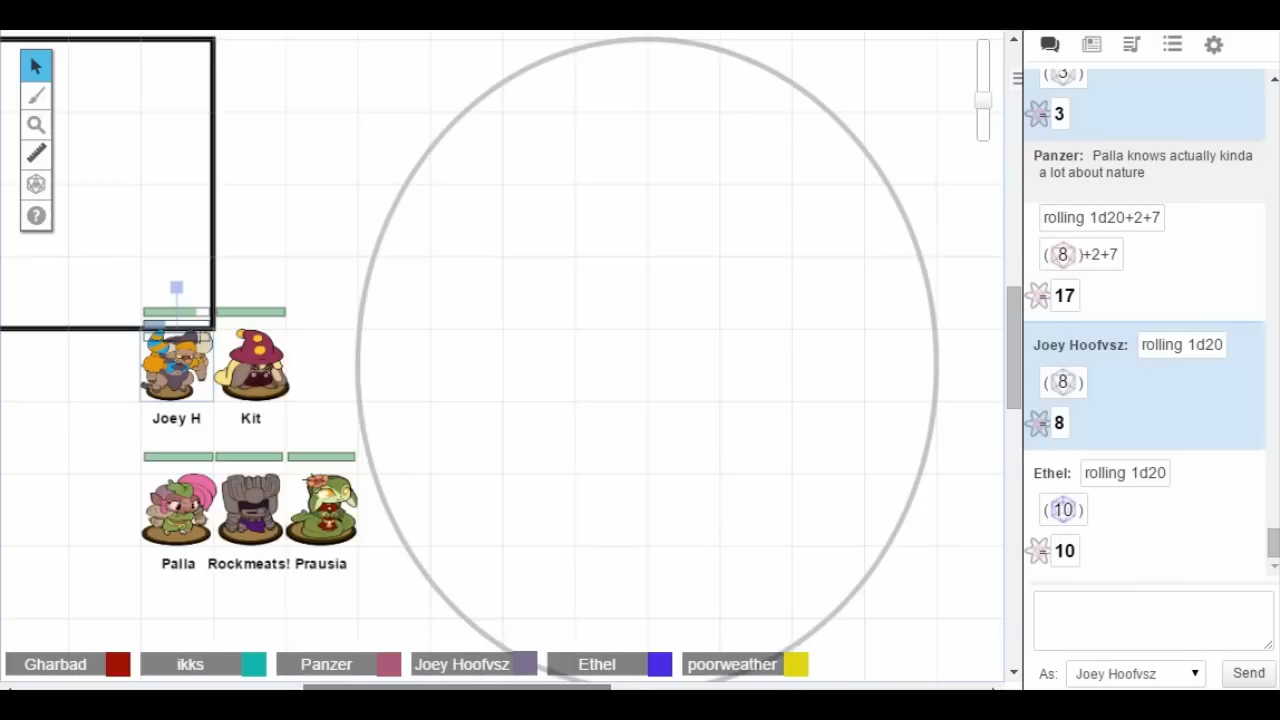 Joey H Kit
Palla Rockmeats! Prausia
Gharbad ikks Panzer Joey Hoofvsz Ethel poorweather
(3)
= 3
Panzer: Palla knows actually kinda
a lot about nature
rolling 1d20+2+7
(8)+2+7
= 17
Joey Hoofvsz: rolling 1d20
(8)
= 8
Ethel: rolling 1d20
(10)
= 10
As: Joey Hoofvsz Send